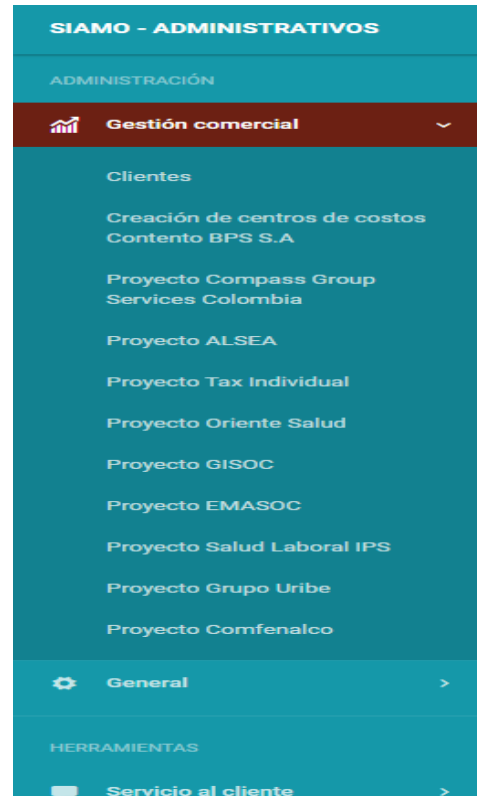 SIAMO - ADMINISTRATIVOS
ADMINISTRACIÓN
Gestión comercial
Clientes
Creación de centros de costos
Contento BPS S.A
Proyecto Compass Group
Services Colombia
Proyecto ALSEA
Proyecto Tax Individual
Proyecto Oriente Salud
Proyecto GISOC
Proyecto EMASOC
Proyecto Salud Laboral IPS
Proyecto Grupo Uribe
Proyecto Comfenalco
General
HERRAMIENTAS
Servicio al cliente